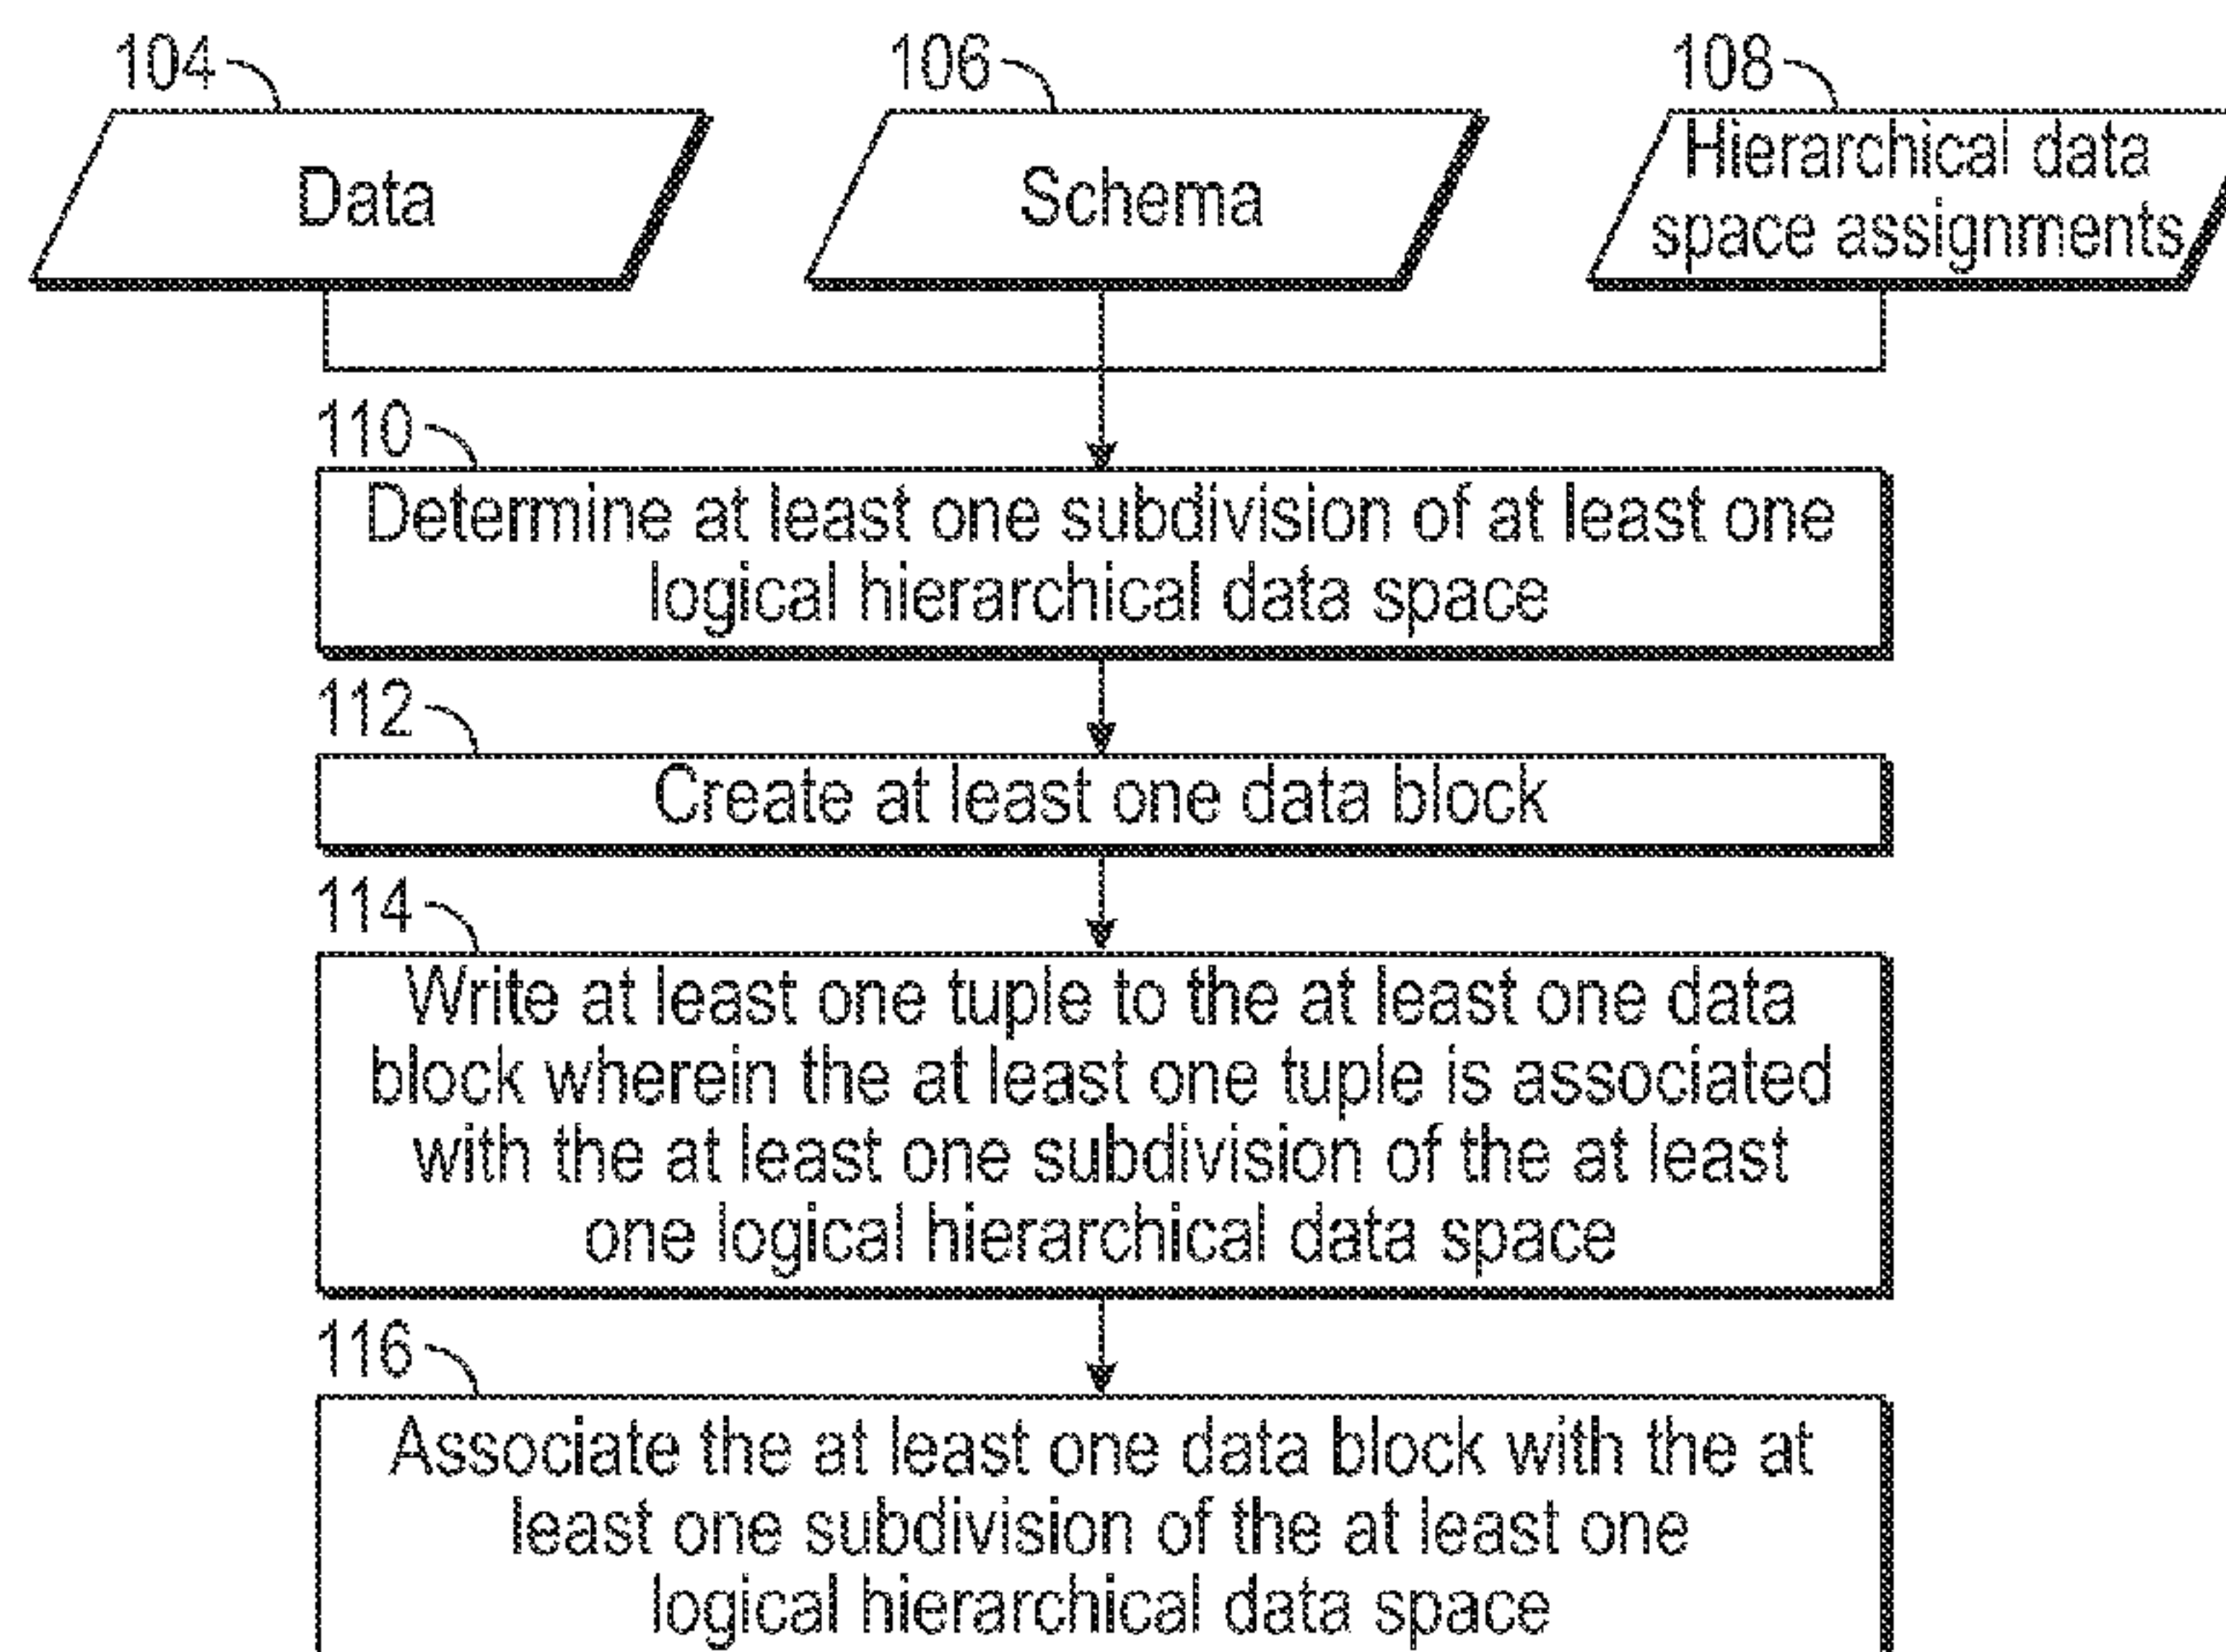 104
106
108
Data
Schema
Hierarchical data
space assignments
110
Determine at least one subdivision of at least one
logical hierarchical data space
112
Create at least one data block
114
Write at least one tuple to the at least one data
block wherein the at least one tuple is associated
with the at least one subdivision of the at least
one logical hierarchical data space
116
Associate the at least one data block with the at
least one subdivision of the at least one
logical hierarchical data space